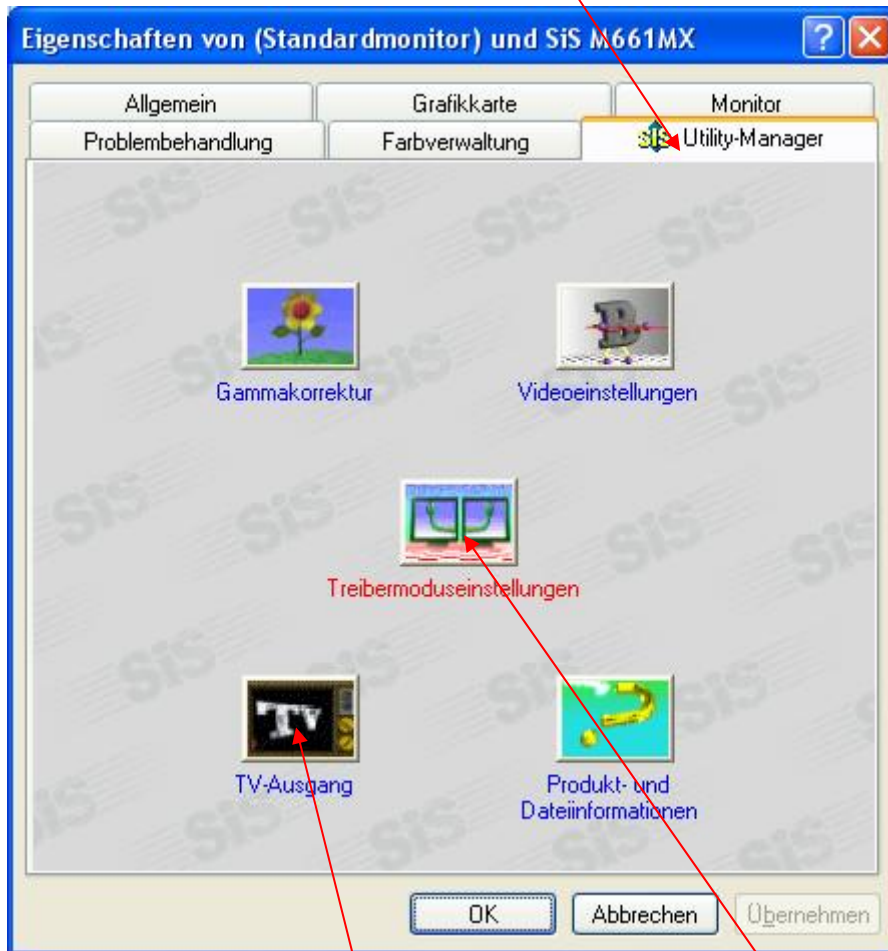 Eigenschaften von (Standardmonitor) und SiS M661MX
Allgemein
Grafikkarte
Monitor
Problembehandlung
Farbverwaltung
SiS Utility-Manager
Gammakorrektur
Videoeinstellungen
Treibermoduseinstellungen
TV
TV-Ausgang
Produkt- und
Dateiinformationen
OK
Abbrechen
Übernehmen